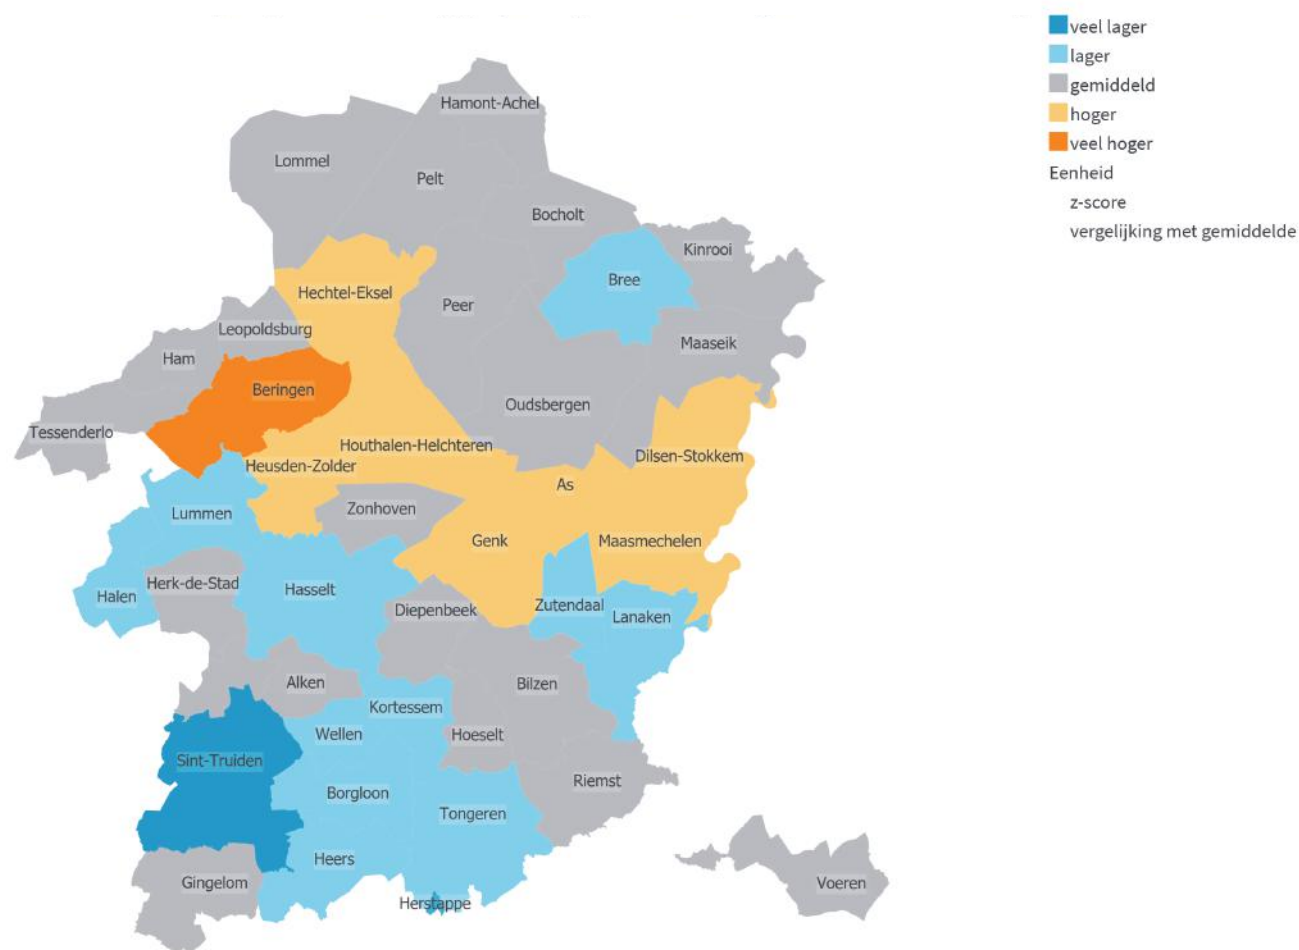 veel lager
lager
gemiddeld
hoger
veel hoger
Eenheid
z-score
vergelijking met gemiddelde
Hamont-Achel
Lommel
Pelt
Bocholt
Kinrooi
Bree
Hechtel-Eksel
Peer
Leopoldsburg
Maaseik
Ham
Beringen
Oudsbergen
Tessenderlo
Houthalen-Helchteren
Dilsen-Stokkem
Heusden-Zolder
As
Zonhoven
Lummen
Genk
Maasmechelen
Herk-de-Stad
Hasselt
Halen
Diepenbeek
Zutendaal
Lanaken
Alken
Bilzen
Kortessem
Wellen
Hoeselt
Sint-Truiden
Riemst
Borgloon
Tongeren
Heers
Gingelom
Voeren
Herstappe